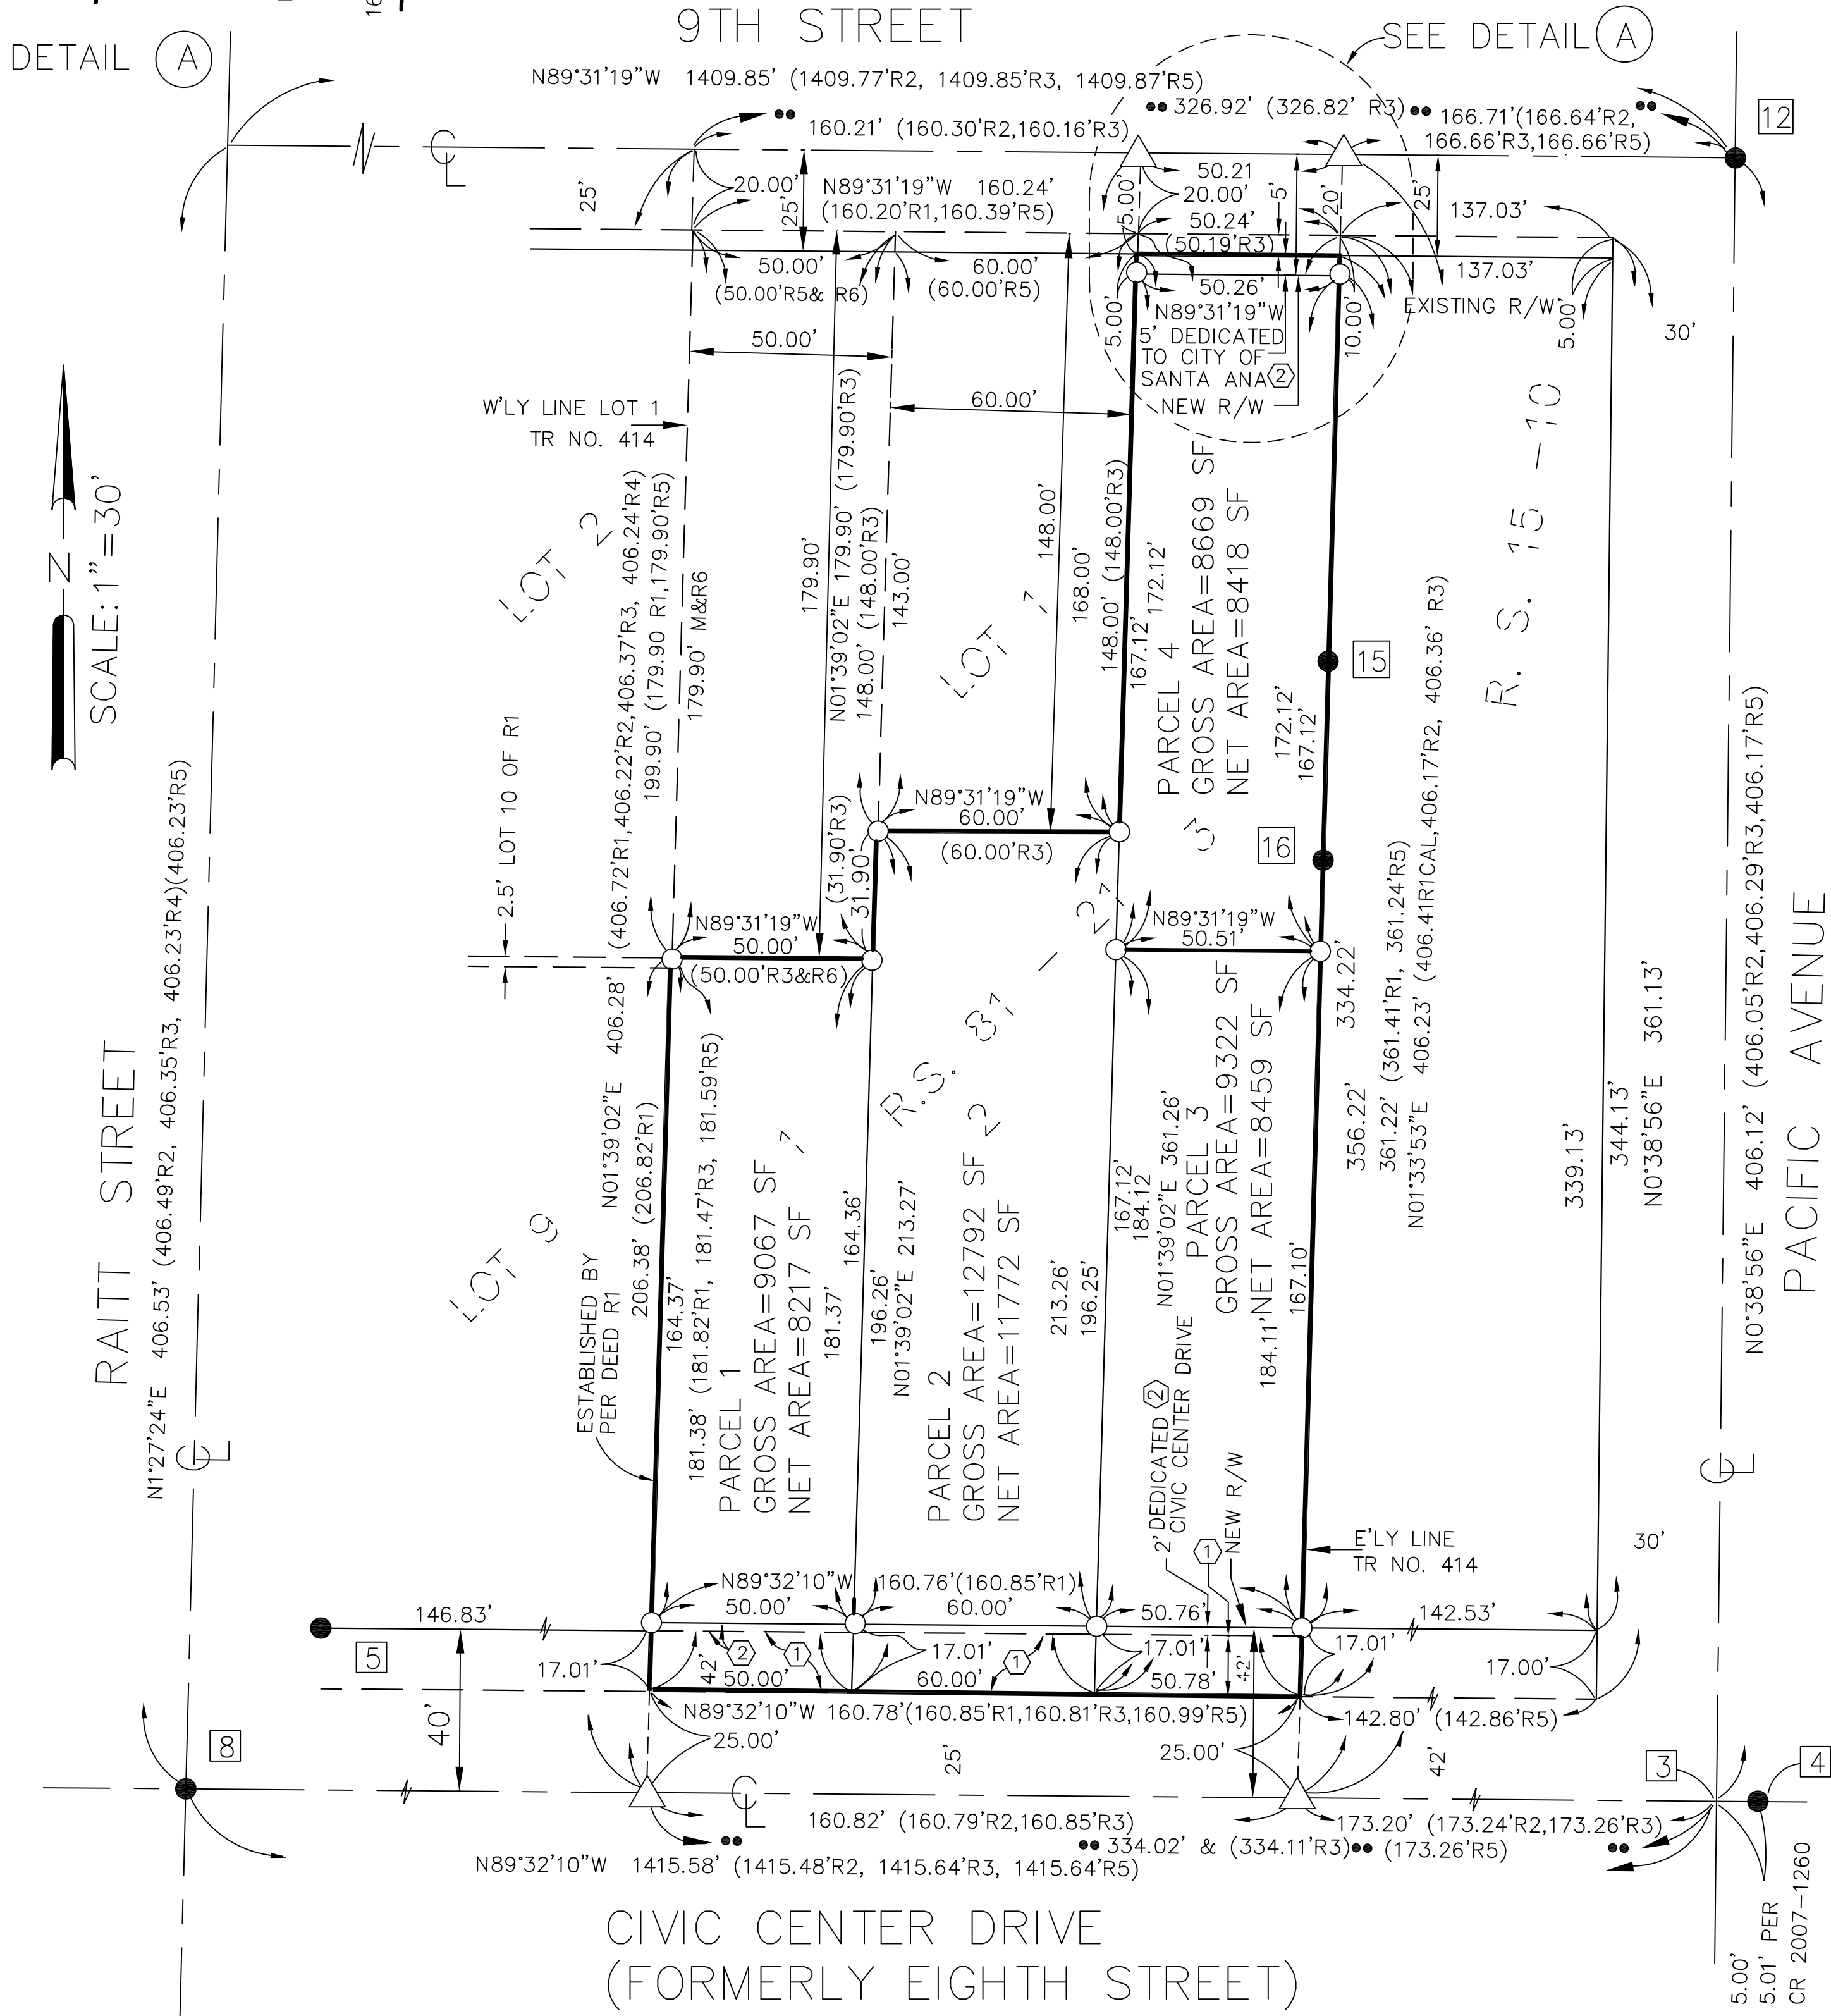 9TH STREET
DETAIL A
SEE DETAIL A
N89°31'19"W 1409.85' (1409.77'R2, 1409.85'R3, 1409.87'R5)
326.92' (326.82' R3)
166.71'(166.64'R2,
166.66'R3,166.66'R5)
12
160.21' (160.30'R2,160.16'R3)
℄
25'
20.00'
25'
N89°31'19"W 160.24'
(160.20'R1,160.39'R5)
5.00'
50.21
20.00'
50.24'
(50.19'R3)
5'
20'
25'
137.03'
50.00'
(50.00'R5& R6)
60.00'
(60.00'R5)
50.26'
137.03'
5.00'
N89°31'19"W
5' DEDICATED
TO CITY OF
SANTA ANA 2
NEW R/W
10.00'
EXISTING R/W
5.00'
30'
50.00'
60.00'
W'LY LINE LOT 1
TR NO. 414
N
SCALE: 1"=30'
LOT 2
2.5' LOT 10 OF R1
N01°39'02"E 406.28' (406.72'R1,406.22'R2,406.37'R3, 406.24'R4)
199.90' (179.90 R1,179.90'R5)
179.90' M&R6
179.90'
N01°39'02"E 179.90' (179.90'R3)
148.00' (148.00'R3)
143.00'
LOT 1
148.00'
168.00'
148.00' (148.00'R3)
167.12'
172.12'
PARCEL 4
GROSS AREA=8669 SF
NET AREA=8418 SF
3
172.12'
167.12'
15
16
R. S. 15-10
N89°31'19"W
60.00'
(60.00'R3)
(31.90'R3)
31.90'
N89°31'19"W
50.00'
(50.00'R3&R6)
N89°31'19"W
50.51'
R.S. 87 - 27
RAITT STREET
N1°27'24"E 406.53' (406.49'R2, 406.35'R3, 406.23'R4)(406.23'R5)
℄
LOT 9
ESTABLISHED BY
PER DEED R1
206.38' (206.82'R1)
164.37'
181.38' (181.82'R1, 181.47'R3, 181.59'R5)
PARCEL 1
GROSS AREA=9067 SF
NET AREA=8217 SF
1
181.37'
164.36'
196.26'
N01°39'02"E 213.27'
PARCEL 2
GROSS AREA=12792 SF
NET AREA=11772 SF
2
213.26'
196.25'
167.12'
184.12
N01°39'02"E 361.26'
PARCEL 3
GROSS AREA=9322 SF
NET AREA=8459 SF
184.11'
167.10'
334.22'
356.22'
361.22' (361.41'R1, 361.24'R5)
N01°33'53"E 406.23' (406.41R1CAL,406.17'R2, 406.36' R3)
339.13'
344.13'
N0°38'56"E 361.13'
N0°38'56"E 406.12' (406.05'R2,406.29'R3,406.17'R5)
PACIFIC AVENUE
℄
2' DEDICATED 2
CIVIC CENTER DRIVE
1
NEW R/W
E'LY LINE
TR NO. 414
30'
146.83'
5
N89°32'10"W 160.76'(160.85'R1)
50.00'
60.00'
50.76'
142.53'
17.01'
42'
2
1
17.01'
1
17.01'
42'
17.01'
17.00'
50.00'
60.00'
50.78'
40'
N89°32'10"W 160.78'(160.85'R1,160.81'R3,160.99'R5)
142.80' (142.86'R5)
8
25.00'
25'
25.00'
42'
3
4
℄
160.82' (160.79'R2,160.85'R3)
173.20' (173.24'R2,173.26'R3)
334.02' & (334.11'R3)
(173.26'R5)
N89°32'10"W 1415.58' (1415.48'R2, 1415.64'R3, 1415.64'R5)
CIVIC CENTER DRIVE
(FORMERLY EIGHTH STREET)
5.00'
5.01' PER
CR 2007-1260